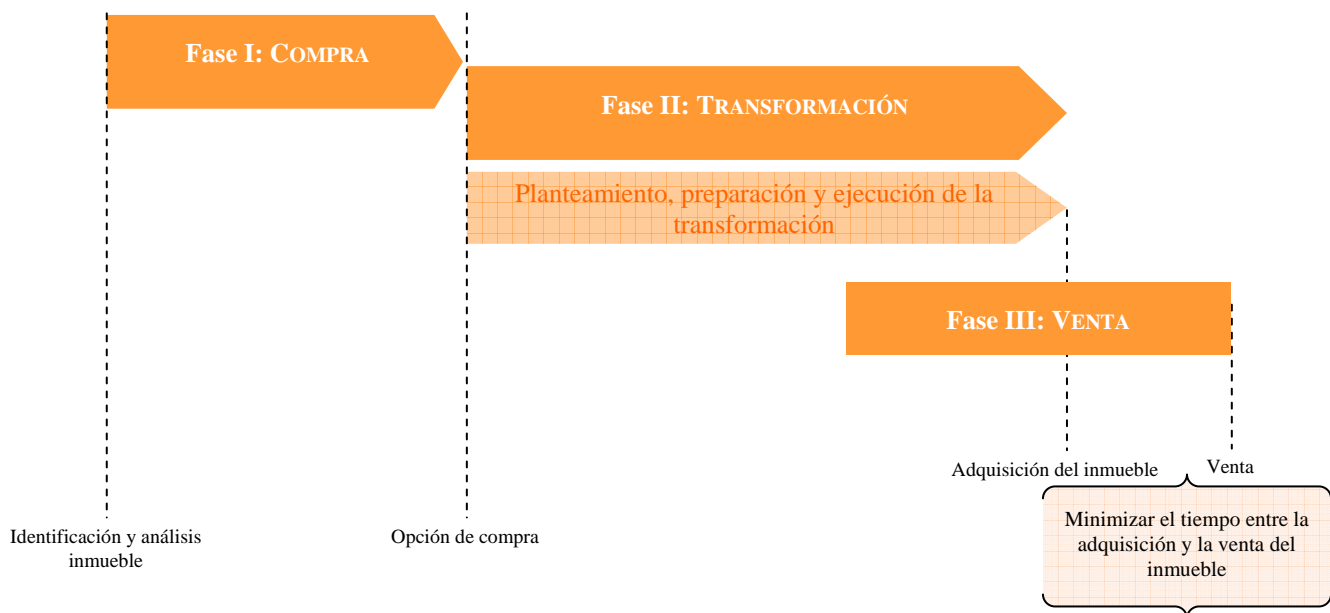 Fase I: COMPRA
Fase II: TRANSFORMACIÓN
Planteamiento, preparación y ejecución de la
transformación
Fase III: VENTA
Adquisición del inmueble
Venta
Identificación y análisis
inmueble
Opción de compra
Minimizar el tiempo entre la
adquisición y la venta del
inmueble